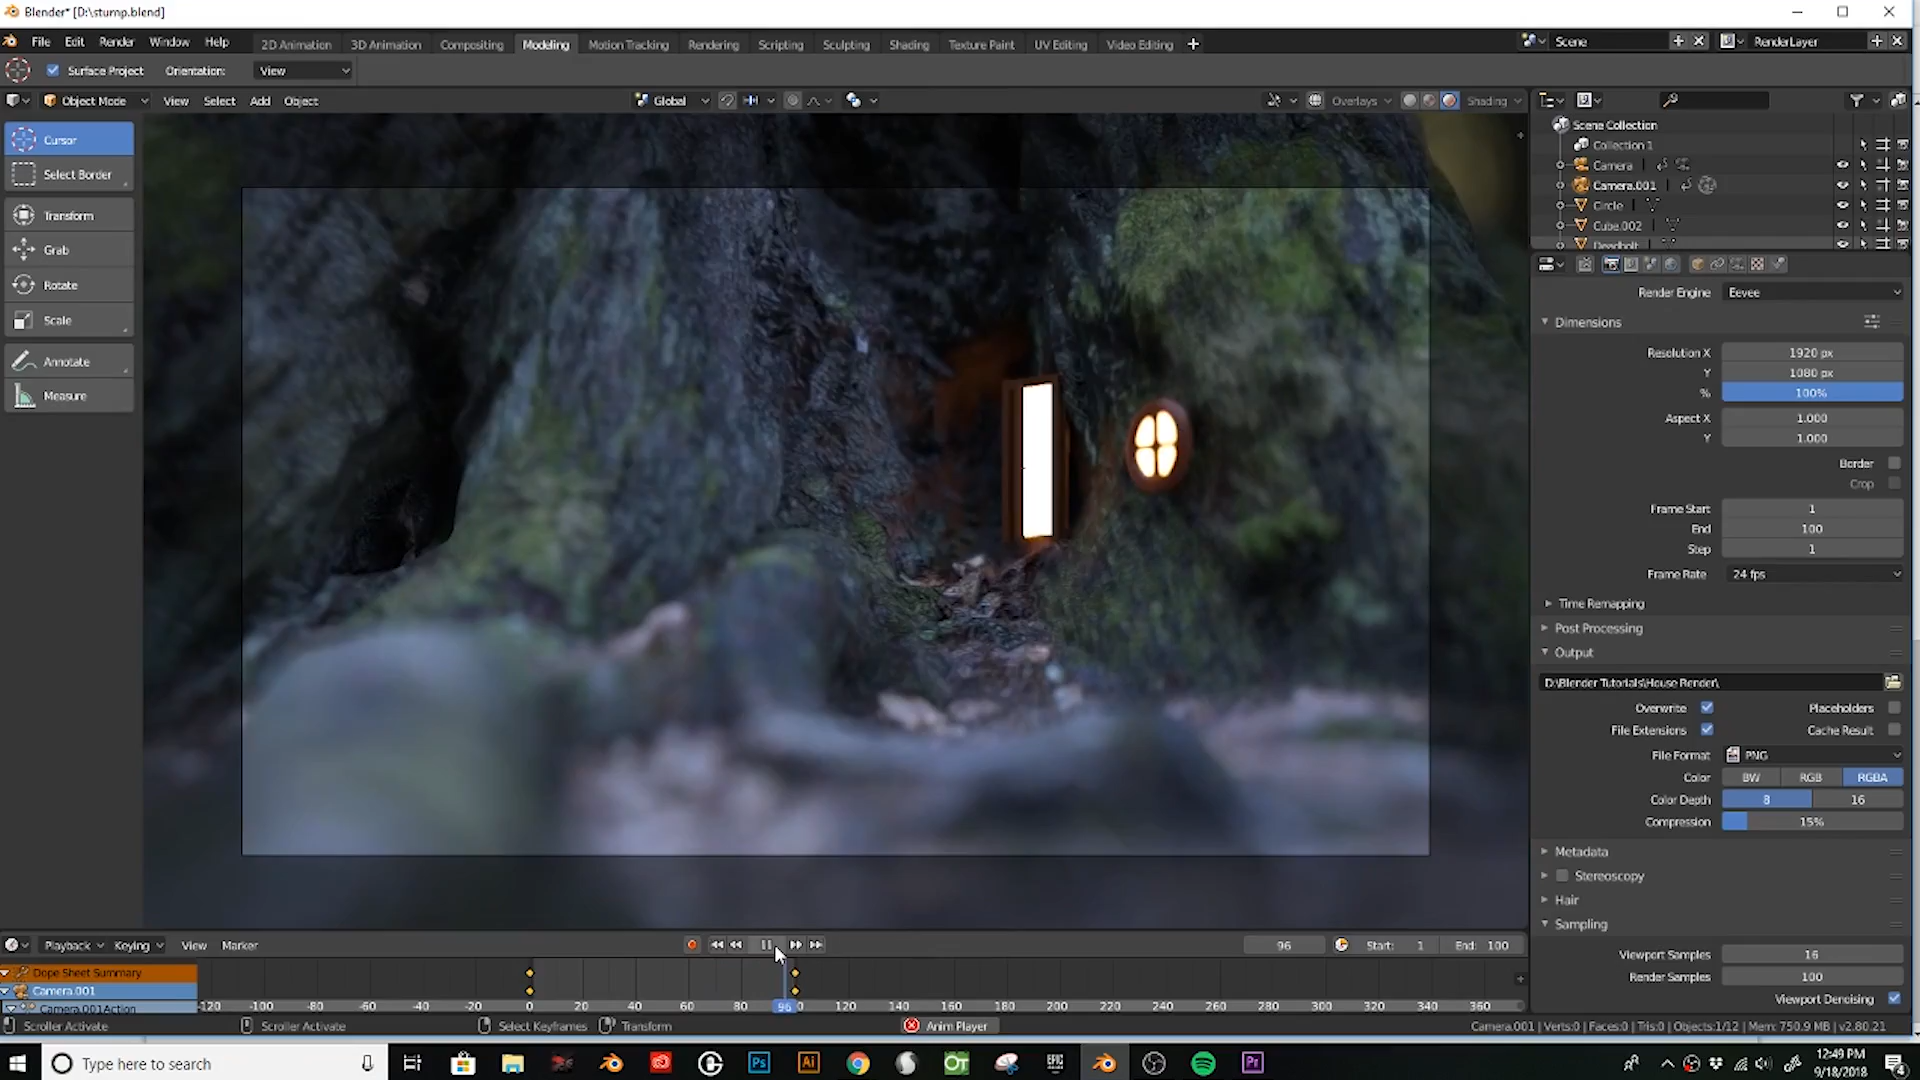 Blender* [D:\stump.blend]
File Edit Render Window Help 2D Animation 3D Animation Compositing Modeling Motion Tracking Rendering Scripting Sculpting Shading Texture Paint UV Editing Video Editing + Scene RenderLayer
Surface Project Orientation: View
Object Mode View Select Add Object Global Overlays Shading
Cursor
Select Border
Transform
Grab
Rotate
Scale
Annotate
Measure
Scene Collection
Collection 1
Camera
Camera.001
Circle
Cube.002
Deadbolt
Render Engine Eevee
Dimensions
Resolution X 1920 px
Y 1080 px
% 100%
Aspect X 1.000
Y 1.000
Border
Crop
Frame Start 1
End 100
Step 1
Frame Rate 24 fps
Time Remapping
Post Processing
Output
D:\Blender Tutorials\House Render\
Overwrite Placeholders
File Extensions Cache Result
File Format PNG
Color BW RGB RGBA
Color Depth 8 16
Compression 15%
Metadata
Stereoscopy
Hair
Sampling
Viewport Samples 16
Render Samples 100
Viewport Denoising
Playback Keying View Marker 96 Start: 1 End: 100
Dope Sheet Summary
Camera.001
Camera.001Action
-120 -100 -80 -60 -40 -20 0 20 40 60 80 96 0 120 140 160 180 200 220 240 260 280 300 320 340 360
Scroller Activate Scroller Activate Select Keyframes Transform Anim Player Camera.001 | Verts:0 | Faces:0 | Tris:0 | Objects:1/12 | Mem: 750.9 MB | v2.80.21
Type here to search Ps Ai OT EPIC Pr 12:49 PM
9/18/2018